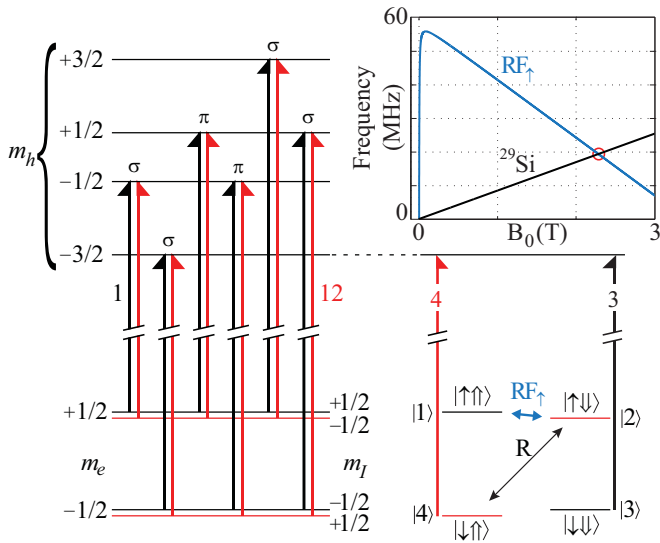 +3/2
+1/2
−1/2
−3/2
m_h
σ
σ
π
π
σ
σ
1
12
+1/2
−1/2
m_e
+1/2
−1/2
m_I
−1/2
+1/2
60
Frequency
(MHz)
0
RF↑
²⁹Si
0
B₀(T)
3
4
3
|↑⇑⟩
RF↑
|↑⇓⟩
|1⟩
|2⟩
R
|4⟩
|3⟩
|↓⇑⟩
|↓⇓⟩